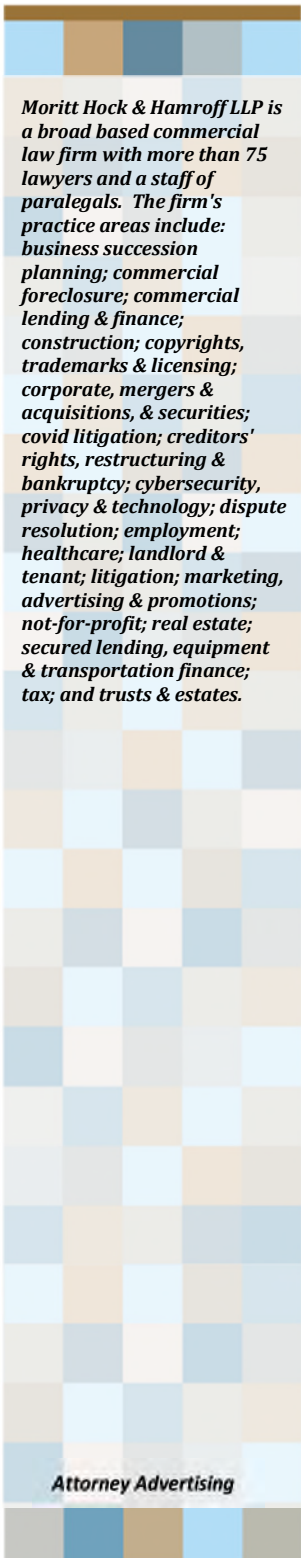 Moritt Hock & Hamroff LLP is
a broad based commercial
law firm with more than 75
lawyers and a staff of
paralegals.  The firm's
practice areas include:
business succession
planning; commercial
foreclosure; commercial
lending & finance;
construction; copyrights,
trademarks & licensing;
corporate, mergers &
acquisitions, & securities;
covid litigation; creditors'
rights, restructuring &
bankruptcy; cybersecurity,
privacy & technology; dispute
resolution; employment;
healthcare; landlord &
tenant; litigation; marketing,
advertising & promotions;
not-for-profit; real estate;
secured lending, equipment
& transportation finance;
tax; and trusts & estates.
Attorney Advertising